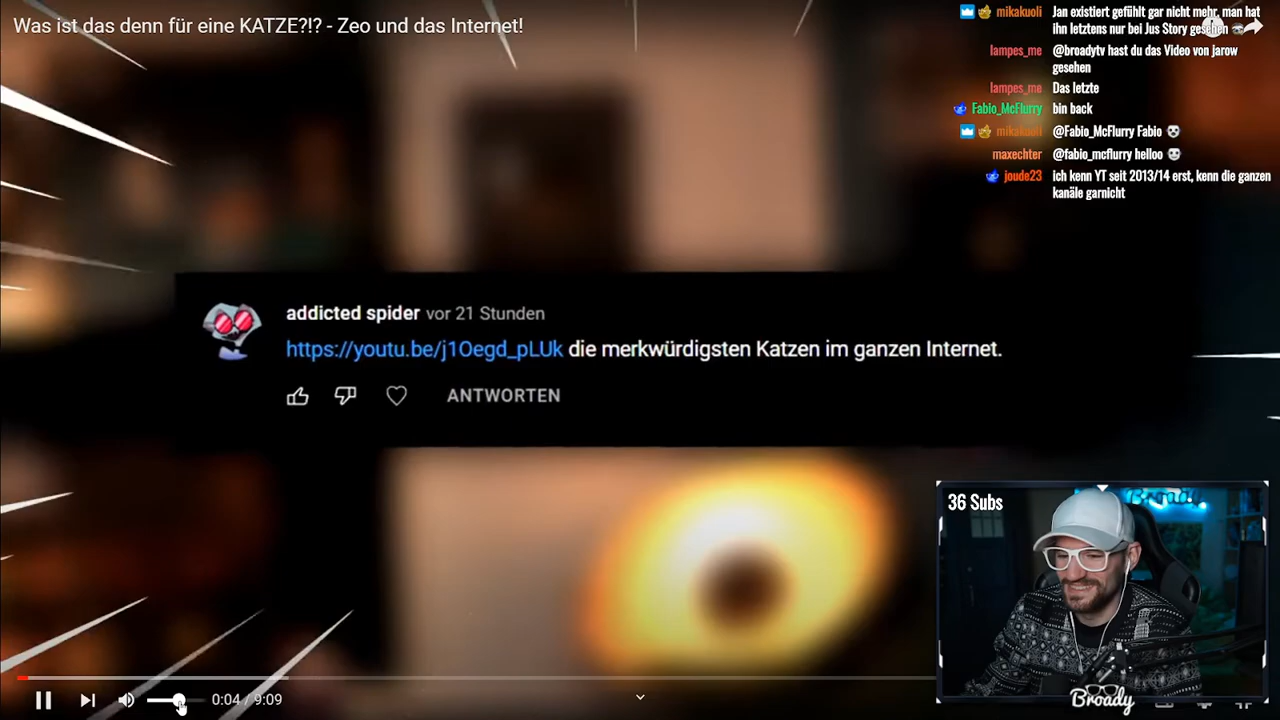 Was ist das denn für eine KATZE?!? - Zeo und das Internet!
mikakuoli Jan existiert gefühlt gar nicht mehr, man hat
ihn letztens nur bei Jus Story gesehen
lampes_me @broadytv hast du das Video von jarow
gesehen
lampes_me Das letzte
Fabio_McFlurry bin back
mikakuoli @Fabio_McFlurry Fabio
maxechter @fabio_mcflurry helloo
joude23 ich kenn YT seit 2013/14 erst, kenn die ganzen
kanäle garnicht
addicted spider vor 21 Stunden
https://youtu.be/j1Oegd_pLUk die merkwürdigsten Katzen im ganzen Internet.
ANTWORTEN
36 Subs
Broady
Broady
0:04 / 9:09